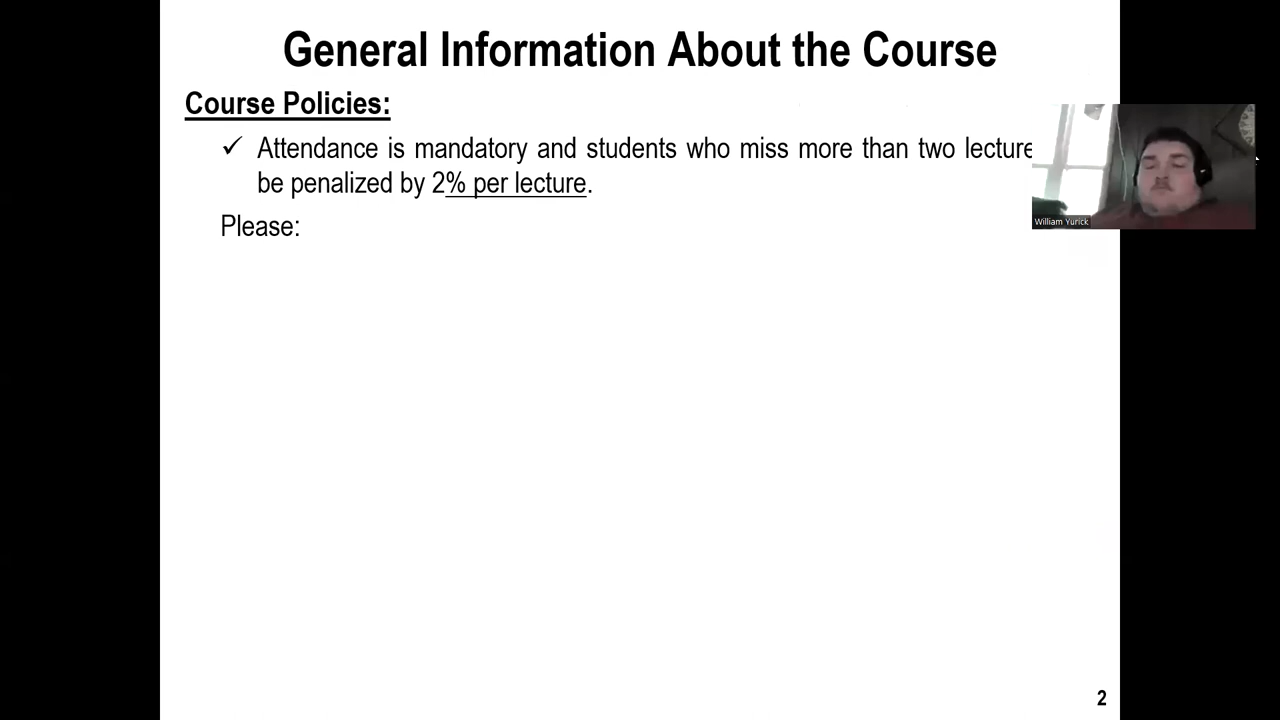 General Information About the Course
Course Policies:
✓ Attendance is mandatory and students who miss more than two lecture
be penalized by 2% per lecture.
Please:
William Yurick
2